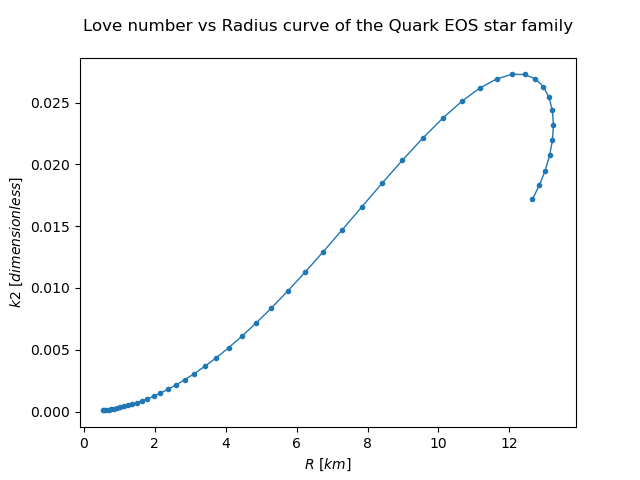 Love number vs Radius curve of the Quark EOS star family
k2 [dimensionless]
0.025
0.020
0.015
0.010
0.005
0.000
0 2 4 6 8 10 12
R [km]